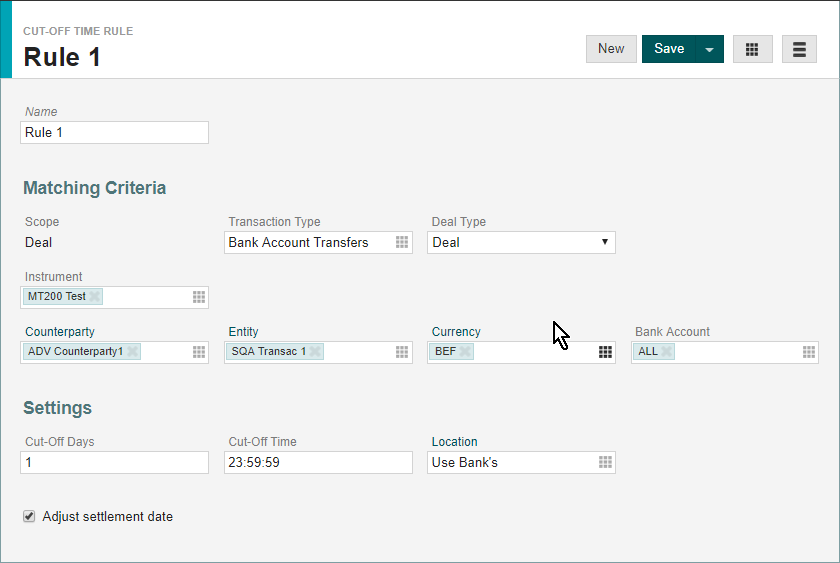 CUT-OFF TIME RULE
Rule 1
New Save
Name
Rule 1
Matching Criteria
Scope Transaction Type Deal Type
Deal Bank Account Transfers Deal
Instrument
MT200 Test
Counterparty Entity Currency Bank Account
ADV Counterparty1 SQA Transac 1 BEF ALL
Settings
Cut-Off Days Cut-Off Time Location
1 23:59:59 Use Bank's
Adjust settlement date